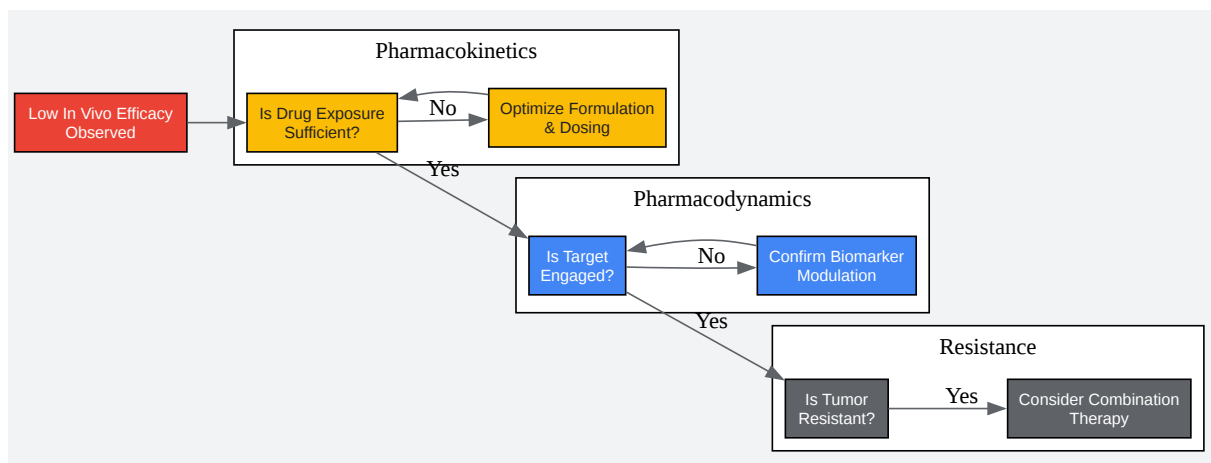 Pharmacokinetics
Low In Vivo Efficacy
Observed
Is Drug Exposure
Sufficient?
No
Optimize Formulation
& Dosing
Yes
Pharmacodynamics
Is Target
Engaged?
No
Confirm Biomarker
Modulation
Yes
Resistance
Is Tumor
Resistant?
Yes
Consider Combination
Therapy